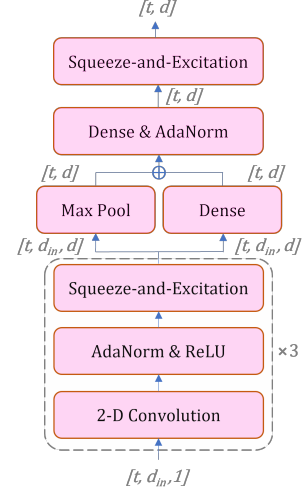 [t, d]
Squeeze-and-Excitation
[t, d]
Dense & AdaNorm
[t, d] [t, d]
Max Pool Dense
[t, d_in, d] [t, d_in, d]
Squeeze-and-Excitation
AdaNorm & ReLU ×3
2-D Convolution
[t, d_in, 1]